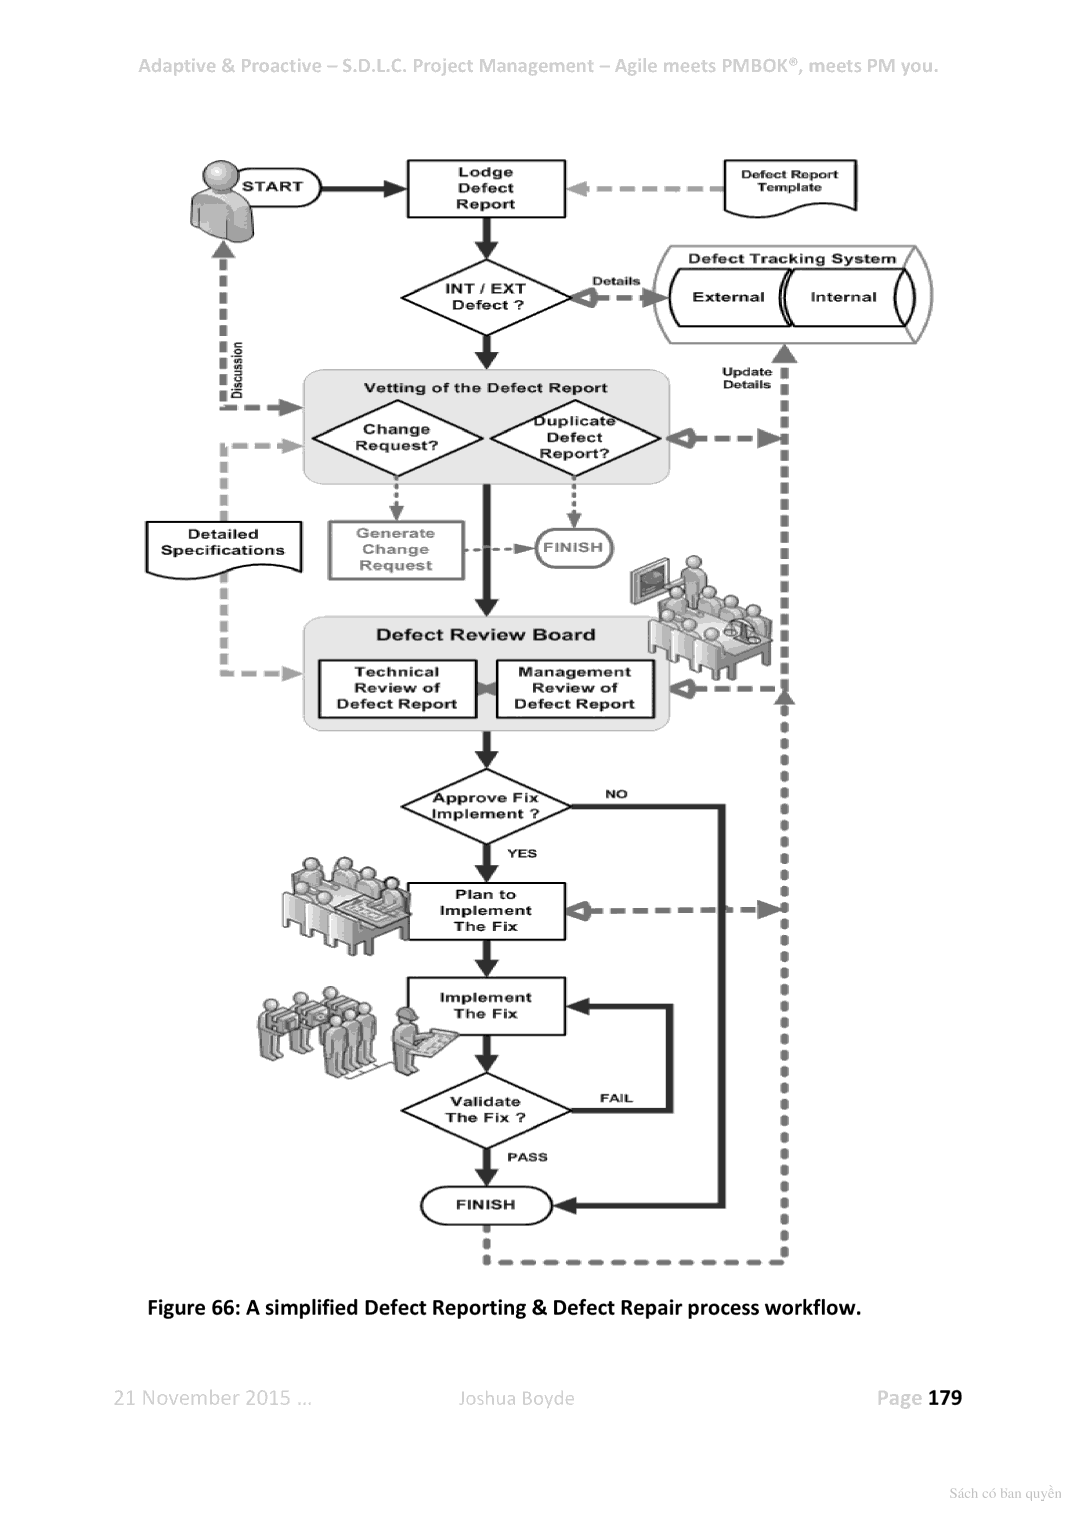 Adaptive & Proactive – S.D.L.C. Project Management – Agile meets PMBOK®, meets PM you.
START
Lodge
Defect
Report
Defect Report
Template
INT / EXT
Defect ?
Details
Defect Tracking System
External
Internal
Discussion
Update
Details
Vetting of the Defect Report
Change
Request?
Duplicate
Defect
Report?
Detailed
Specifications
Generate
Change
Request
FINISH
Defect Review Board
Technical
Review of
Defect Report
Management
Review of
Defect Report
Approve Fix
Implement ?
NO
YES
Plan to
Implement
The Fix
Implement
The Fix
Validate
The Fix ?
FAIL
PASS
FINISH
Figure 66: A simplified Defect Reporting & Defect Repair process workflow.
21 November 2015 ...
Joshua Boyde
Page 179
Sách có bản quyền